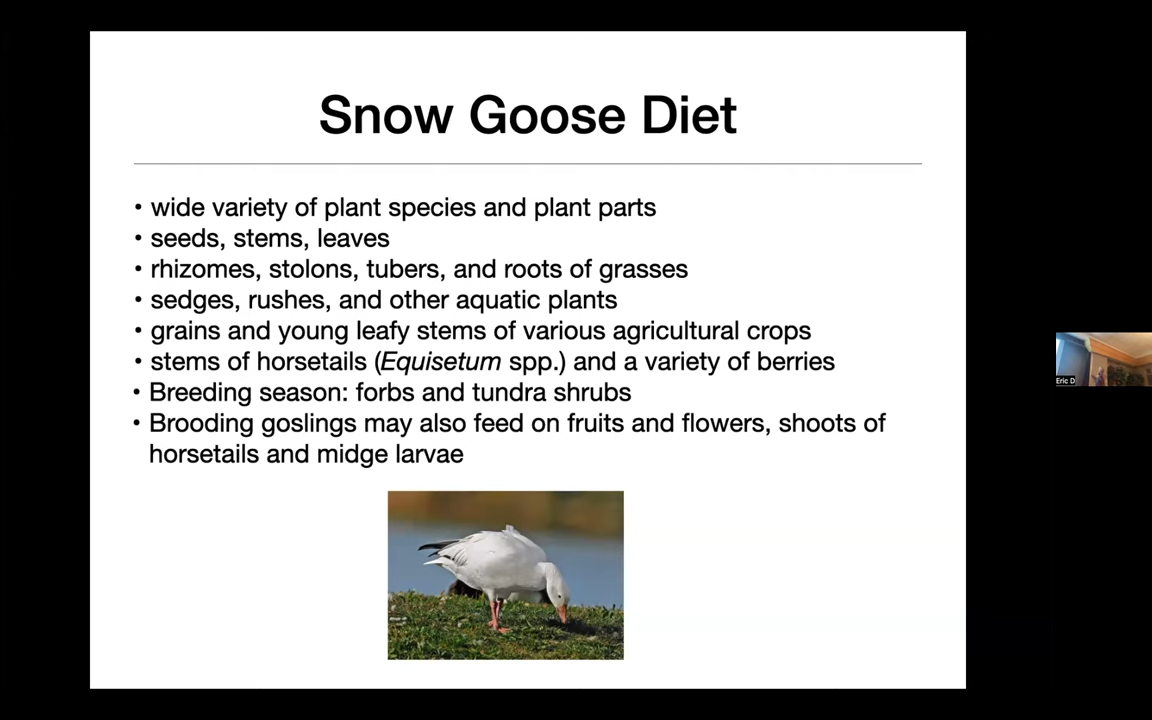 Snow Goose Diet
• wide variety of plant species and plant parts
• seeds, stems, leaves
• rhizomes, stolons, tubers, and roots of grasses
• sedges, rushes, and other aquatic plants
• grains and young leafy stems of various agricultural crops
• stems of horsetails (Equisetum spp.) and a variety of berries
• Breeding season: forbs and tundra shrubs
• Brooding goslings may also feed on fruits and flowers, shoots of
horsetails and midge larvae
Eric D